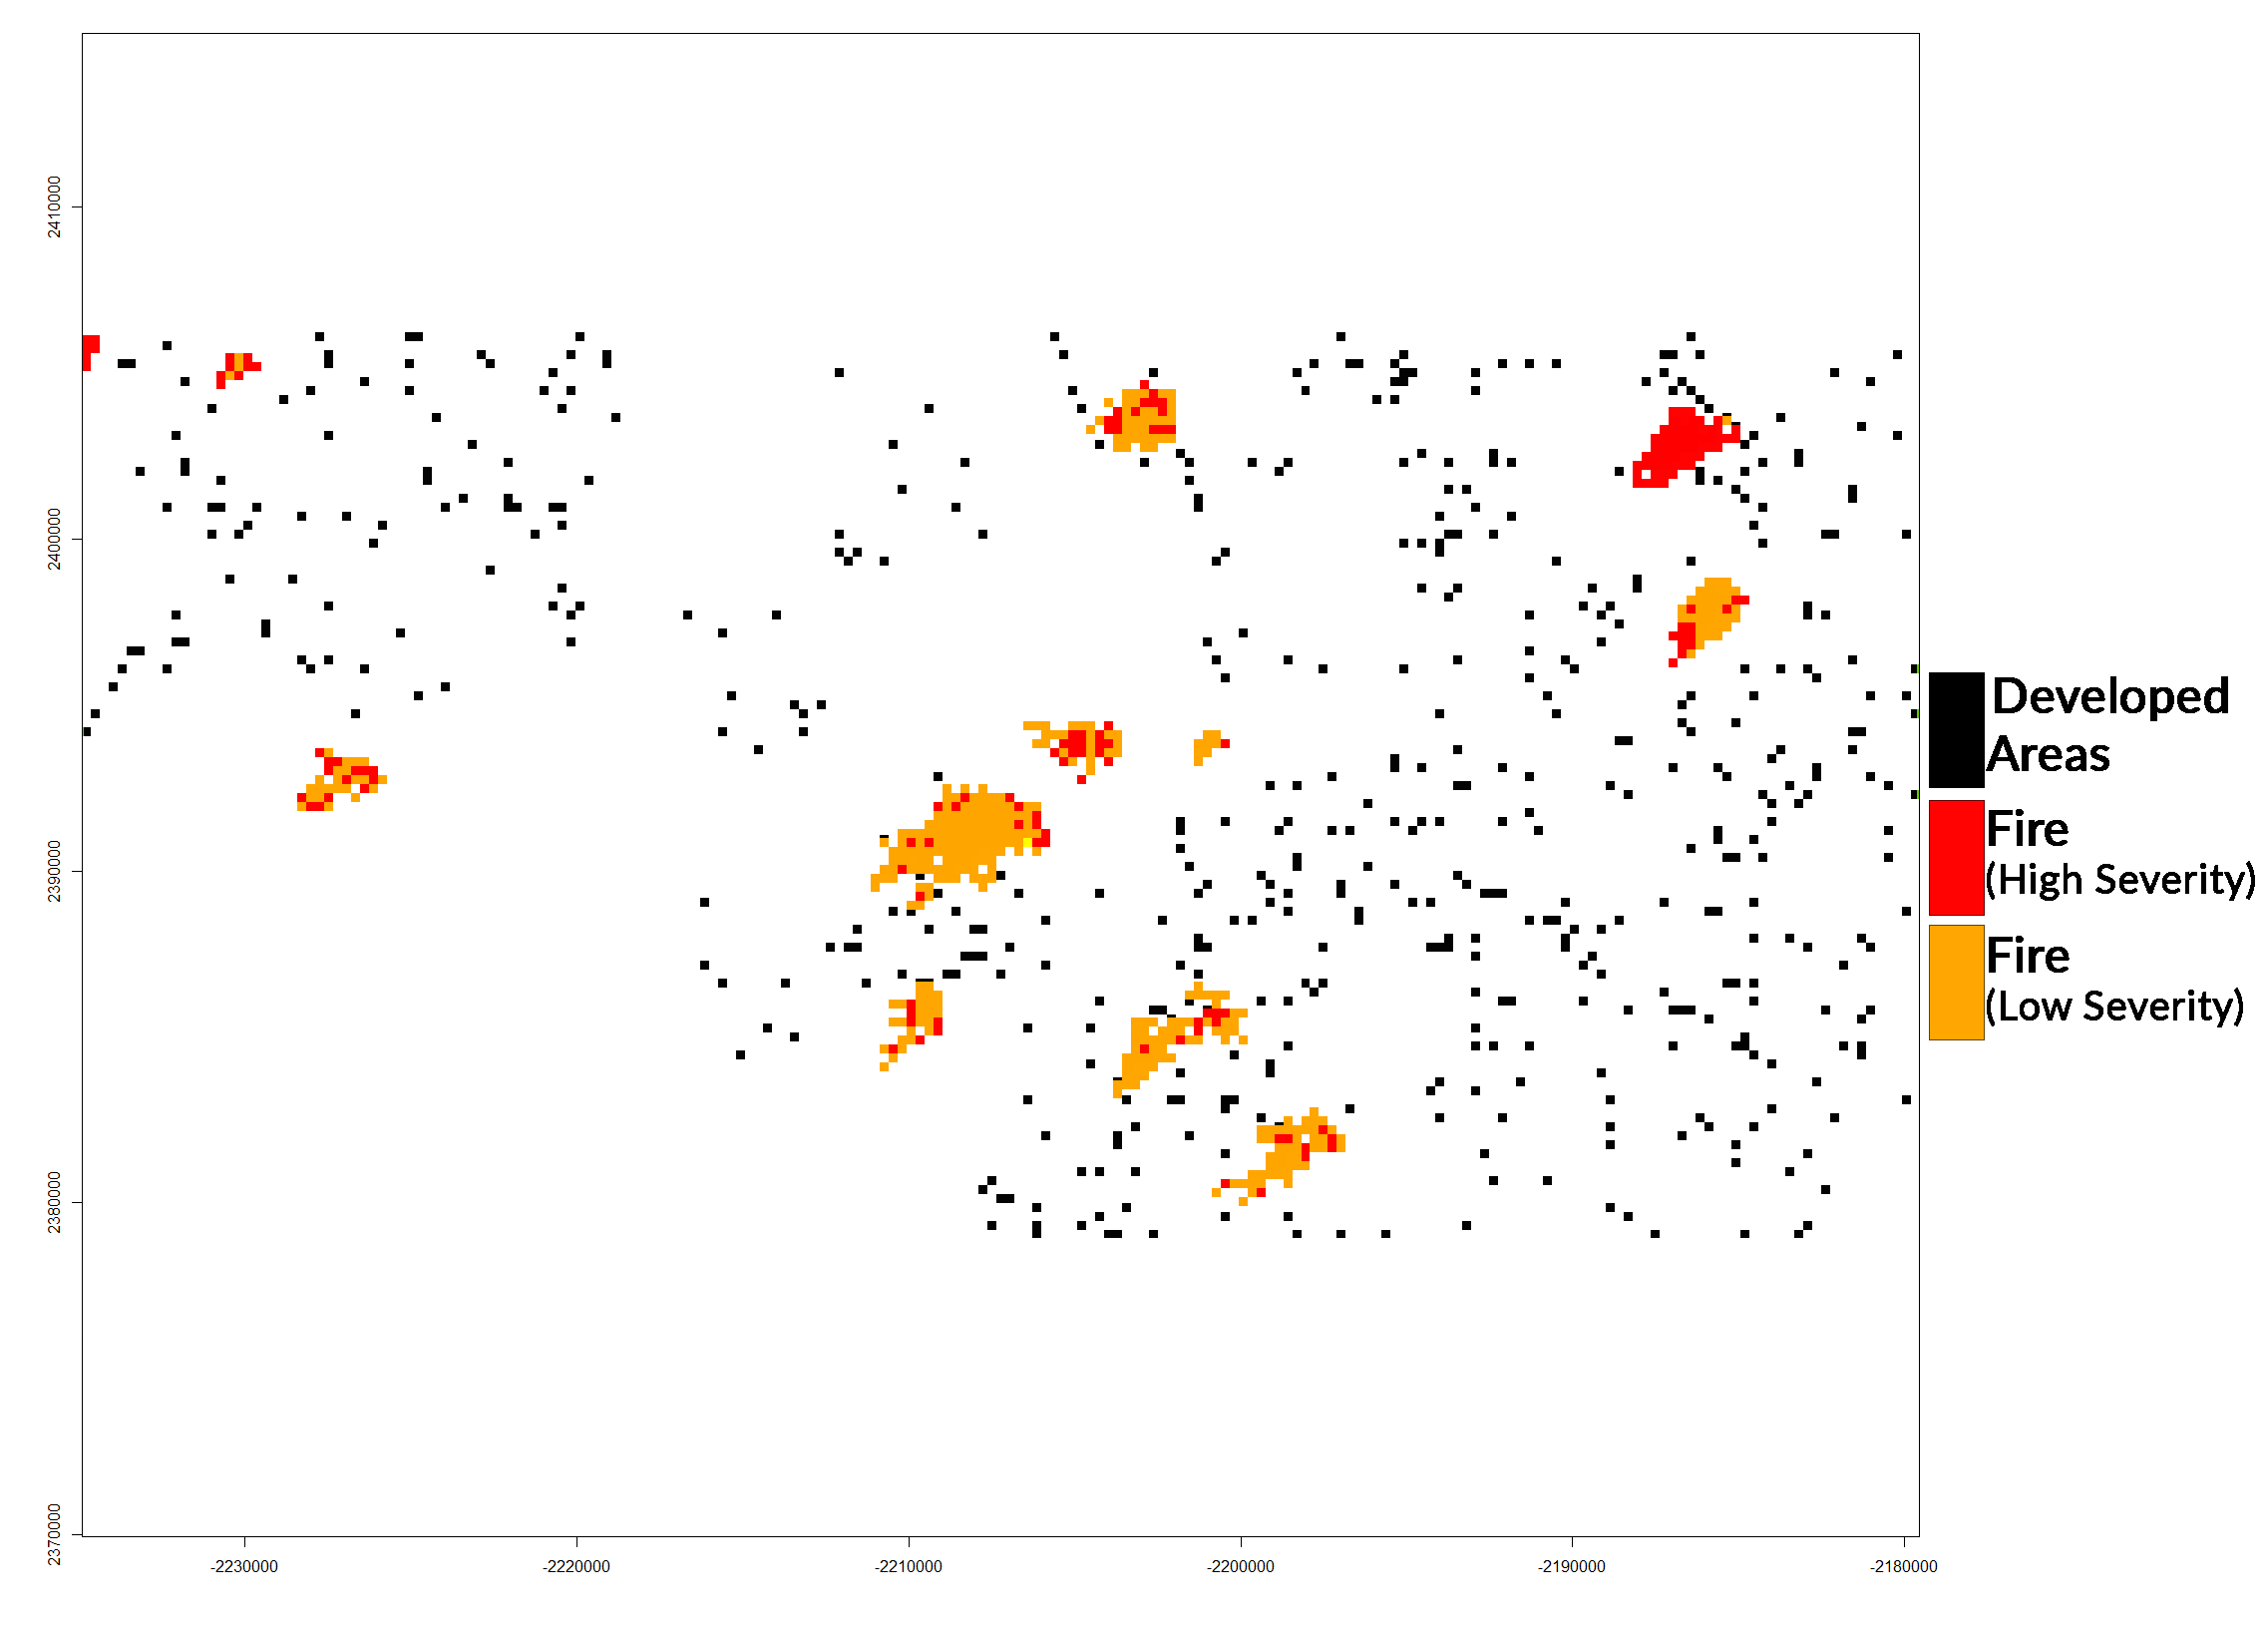 2410000
2400000
2390000
2380000
2370000
-2230000
-2220000
-2210000
-2200000
-2190000
-2180000
Developed
Areas
Fire
(High Severity)
Fire
(Low Severity)